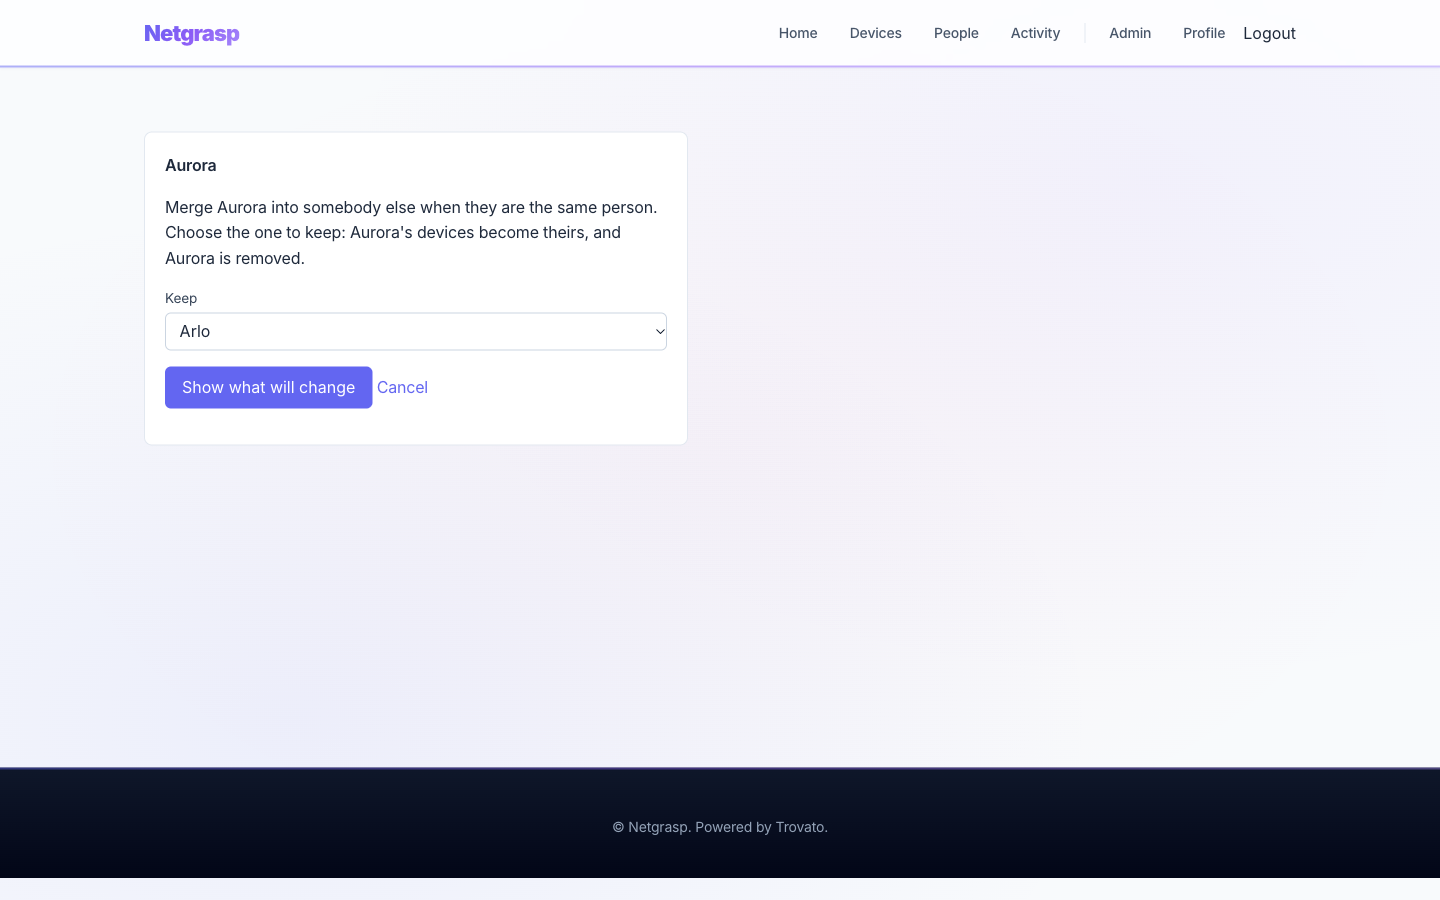 Netgrasp
Home
Devices
People
Activity
Admin
Profile
Logout
Aurora
Merge Aurora into somebody else when they are the same person.
Choose the one to keep: Aurora's devices become theirs, and
Aurora is removed.
Keep
Arlo
Show what will change
Cancel
© Netgrasp. Powered by Trovato.